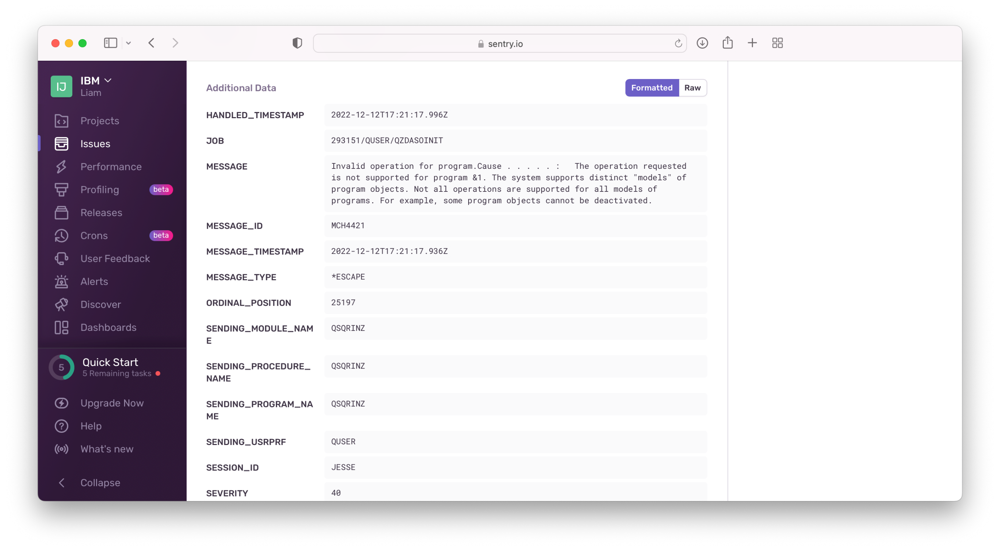 sentry.io
IJ
IBM
Liam
Projects
Issues
Performance
Profiling beta
Releases
Crons beta
User Feedback
Alerts
Discover
Dashboards
5
Quick Start
5 Remaining tasks
Upgrade Now
Help
What's new
Collapse
Additional Data
Formatted Raw
HANDLED_TIMESTAMP 2022-12-12T17:21:17.996Z
JOB 293151/QUSER/QZDASOINIT
MESSAGE Invalid operation for program.Cause . . . . . :   The operation requested
is not supported for program &1. The system supports distinct "models" of
program objects. Not all operations are supported for all models of
programs. For example, some program objects cannot be deactivated.
MESSAGE_ID MCH4421
MESSAGE_TIMESTAMP 2022-12-12T17:21:17.936Z
MESSAGE_TYPE *ESCAPE
ORDINAL_POSITION 25197
SENDING_MODULE_NAM QSQRINZ
E
SENDING_PROCEDURE_ QSQRINZ
NAME
SENDING_PROGRAM_NA QSQRINZ
ME
SENDING_USRPRF QUSER
SESSION_ID JESSE
SEVERITY 40